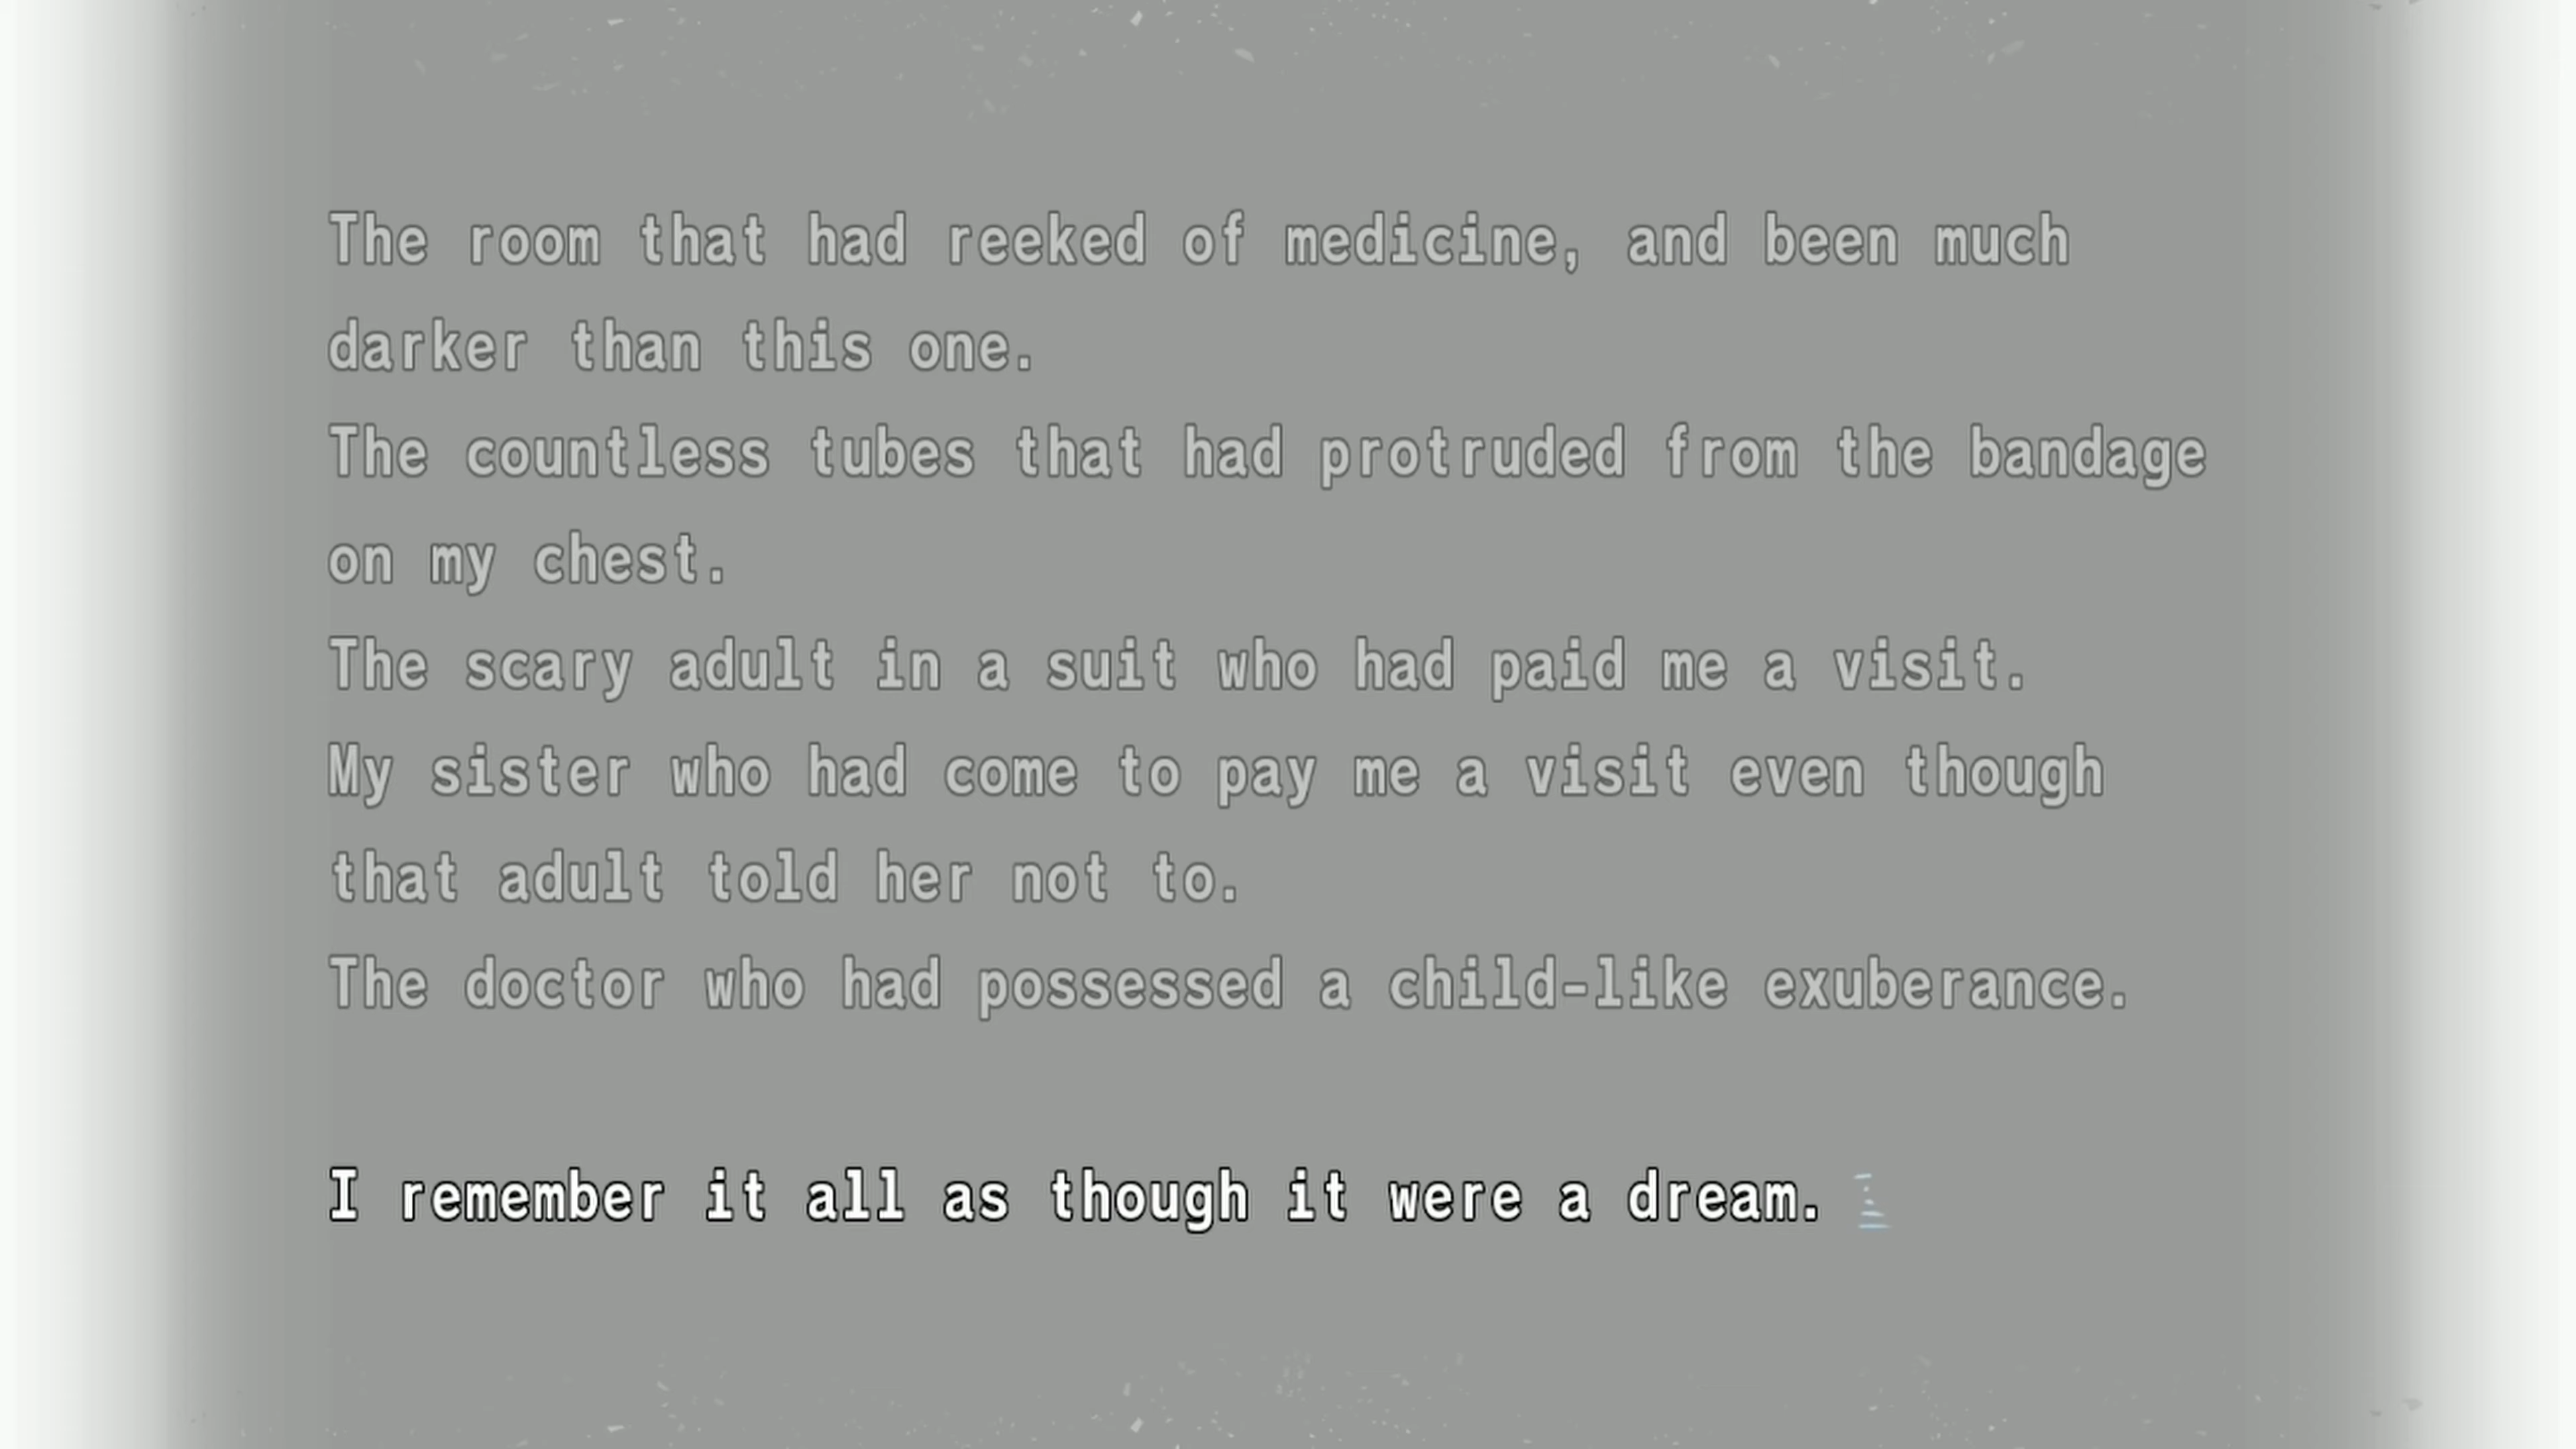 The room that had reeked of medicine, and been much
darker than this one.
The countless tubes that had protruded from the bandage
on my chest.
The scary adult in a suit who had paid me a visit.
My sister who had come to pay me a visit even though
that adult told her not to.
The doctor who had possessed a child-like exuberance.
I remember it all as though it were a dream.